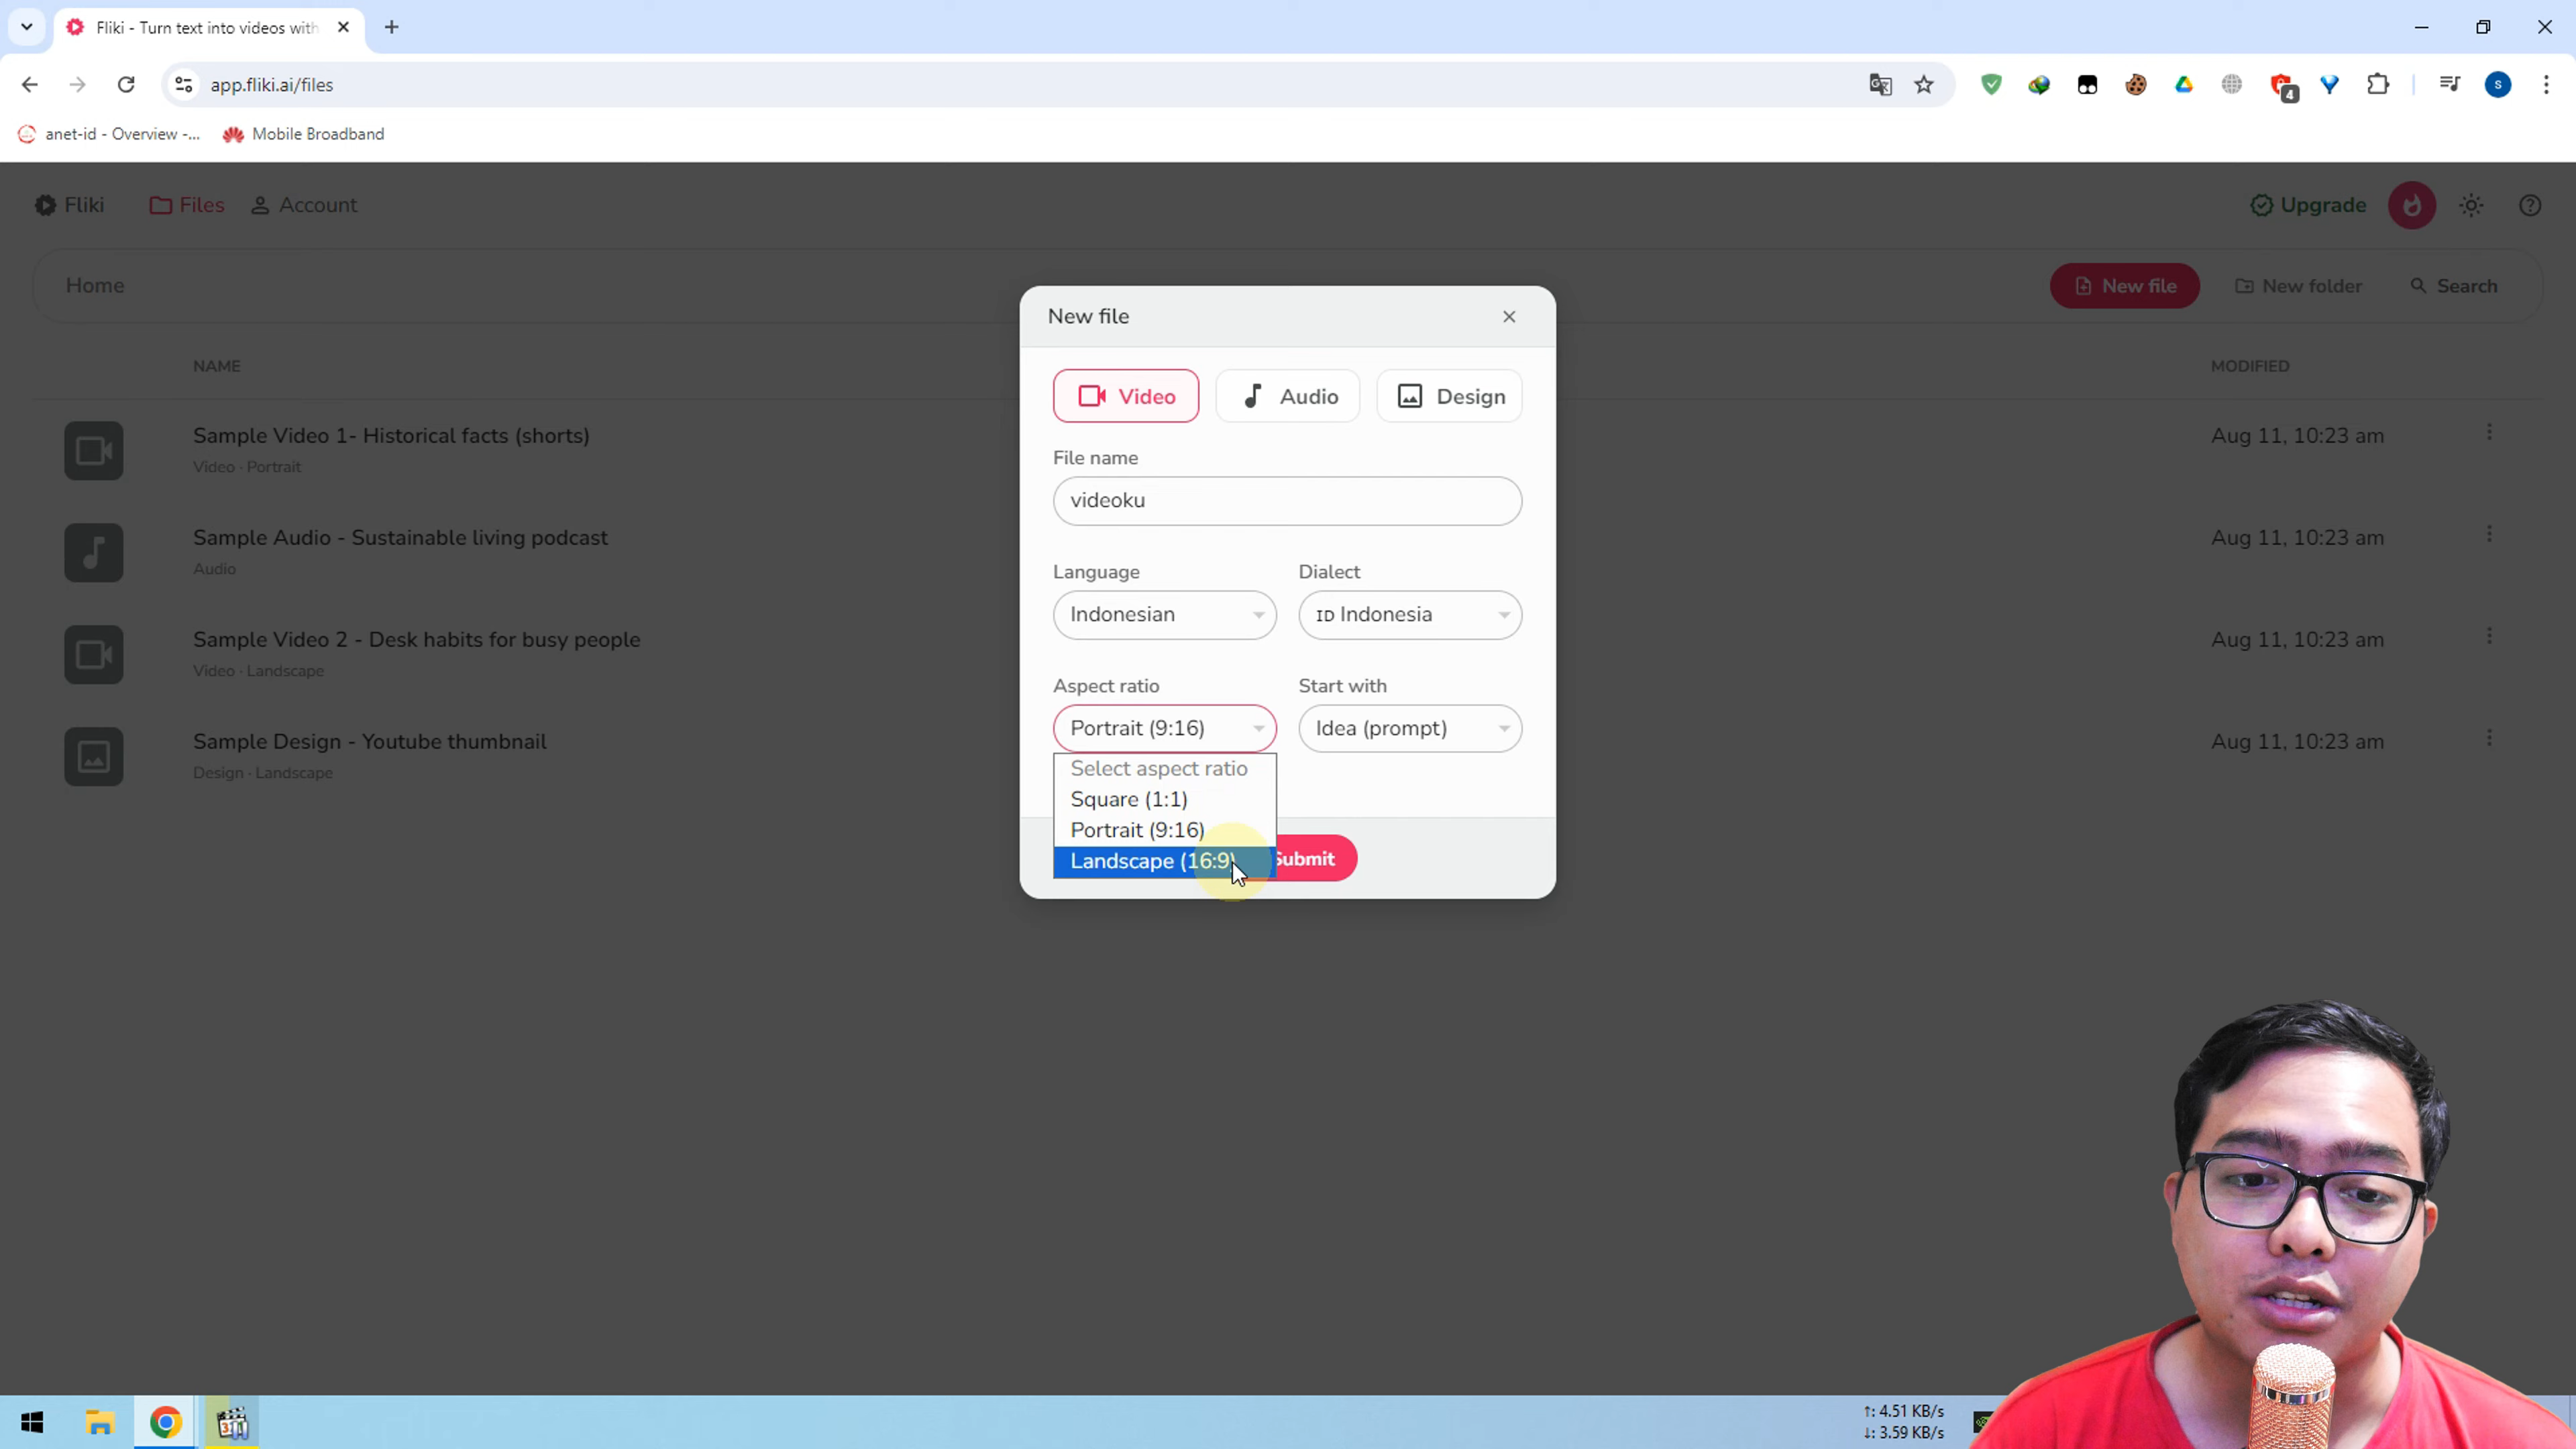 Fliki - Turn text into videos with
app.fliki.ai/files
4
S
anet-id - Overview -...
Mobile Broadband
Fliki
Files
Account
Upgrade
Home
New file
New folder
Search
NAME
MODIFIED
Sample Video 1- Historical facts (shorts)
Video · Portrait
Aug 11, 10:23 am
Sample Audio - Sustainable living podcast
Audio
Aug 11, 10:23 am
Sample Video 2 - Desk habits for busy people
Video · Landscape
Aug 11, 10:23 am
Sample Design - Youtube thumbnail
Design · Landscape
Aug 11, 10:23 am
New file
Video
Audio
Design
File name
videoku
Language
Dialect
Indonesian
ID Indonesia
Aspect ratio
Start with
Portrait (9:16)
Idea (prompt)
Select aspect ratio
Square (1:1)
Portrait (9:16)
Landscape (16:9)
Submit
↑: 4.51 KB/s
↓: 3.59 KB/s